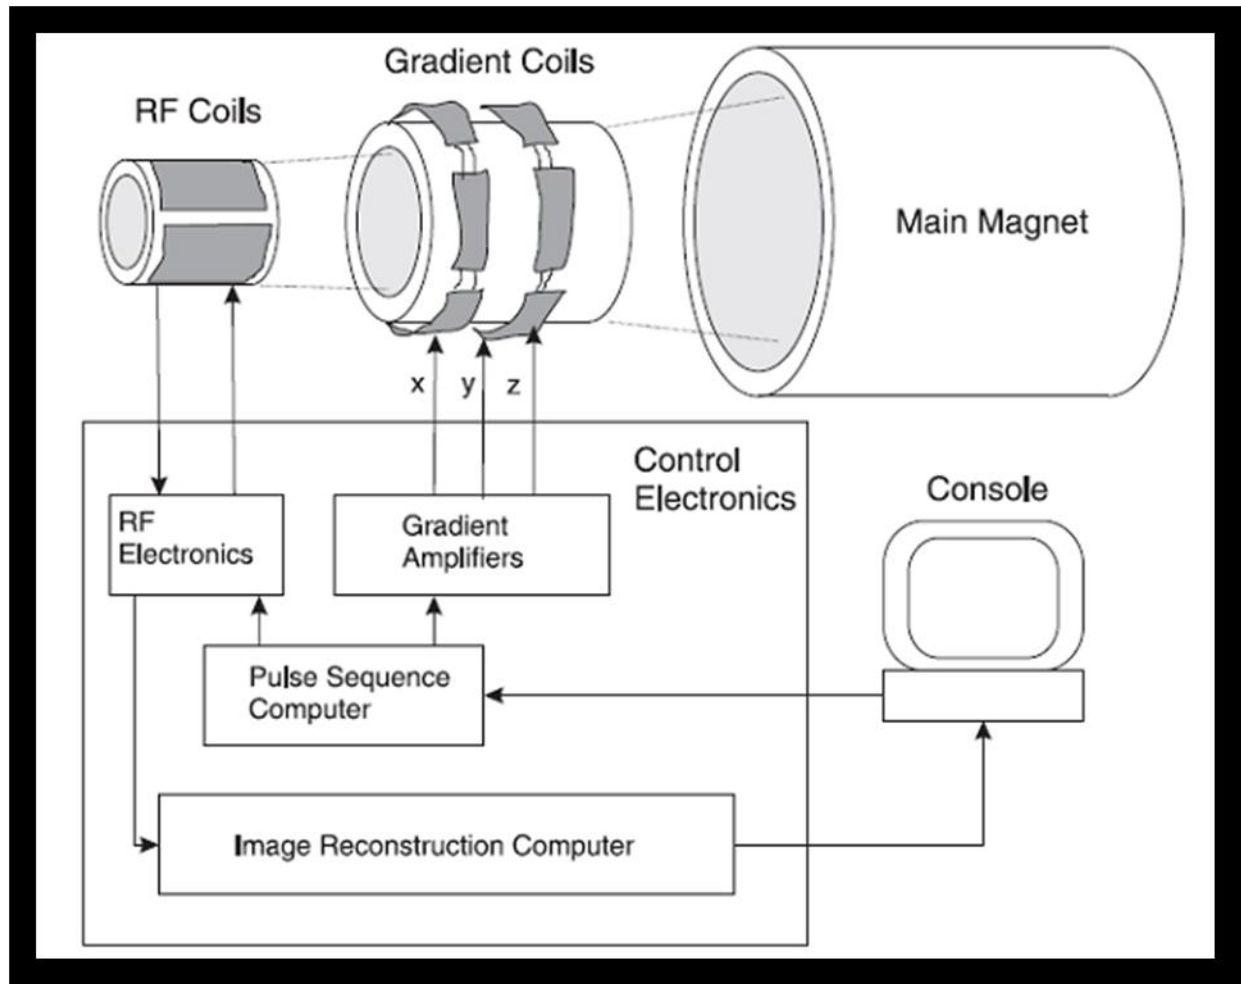 Gradient Coils
RF Coils
Main Magnet
x y z
Control
Electronics
Console
RF
Electronics
Gradient
Amplifiers
Pulse Sequence
Computer
Image Reconstruction Computer